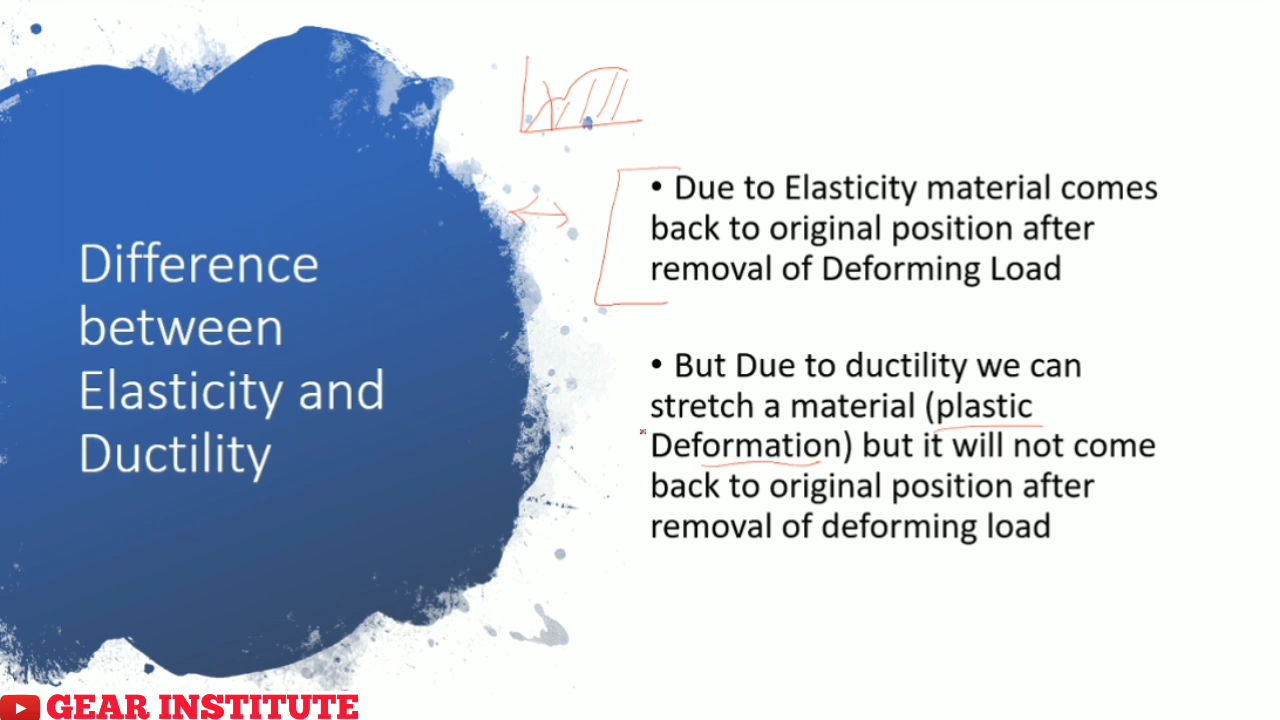 Difference
between
Elasticity and
Ductility
• Due to Elasticity material comes
back to original position after
removal of Deforming Load
• But Due to ductility we can
stretch a material (plastic
Deformation) but it will not come
back to original position after
removal of deforming load
GEAR INSTITUTE